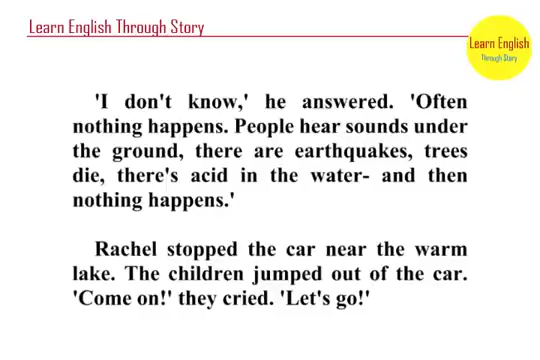 Learn English Through Story
Learn English
Through Story
'I don't know,' he answered. 'Often
nothing happens. People hear sounds under
the ground, there are earthquakes, trees
die, there's acid in the water- and then
nothing happens.'
Rachel stopped the car near the warm
lake. The children jumped out of the car.
'Come on!' they cried. 'Let's go!'